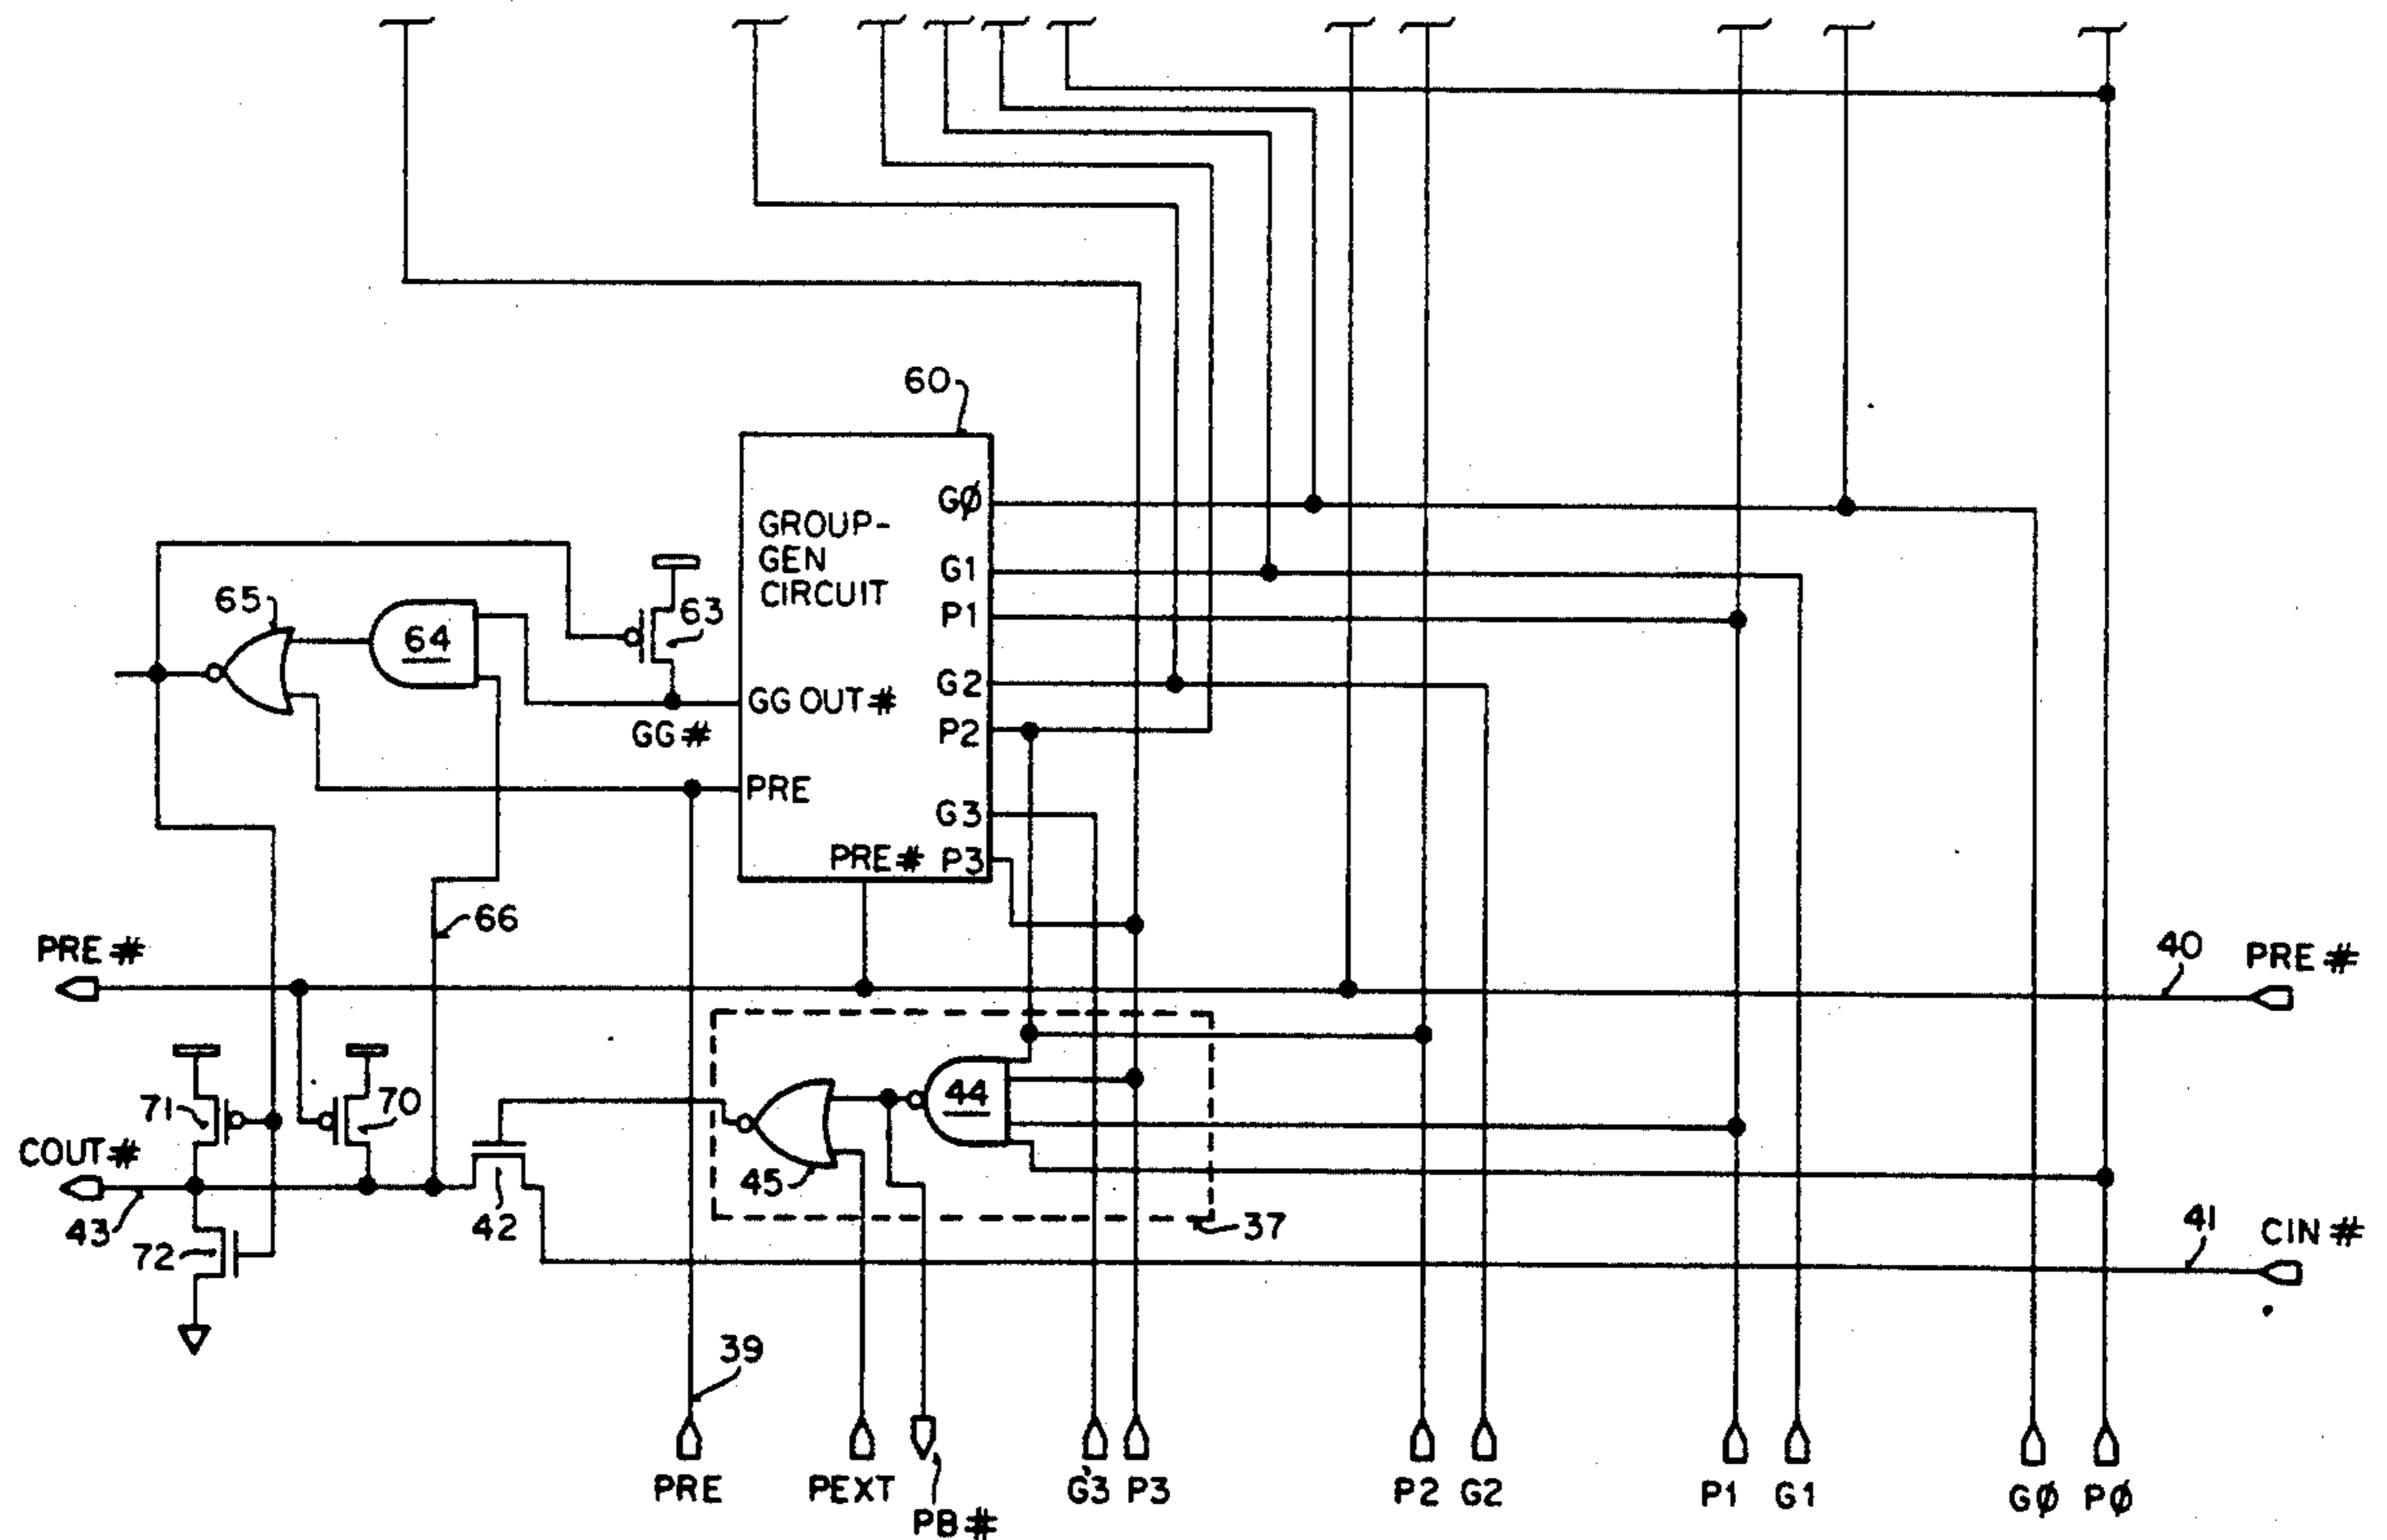 60
GØ
GROUP-
GEN
CIRCUIT
G1
65
63
P1
64
G2
GG OUT#
GG#
P2
PRE
G3
PRE# P3
66
PRE#
40
PRE#
71
70
44
COUT#
45
43
42
37
41
CIN#
72
39
PRE
PEXT
PB#
G3
P3
P2
G2
P1
G1
GØ
PØ